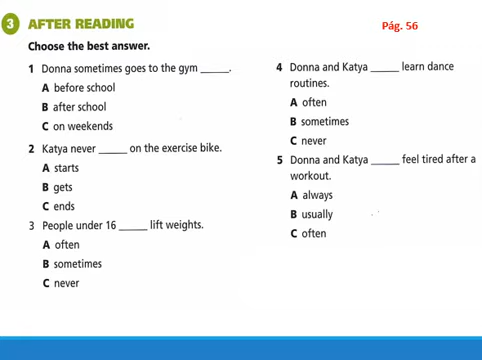 3 AFTER READING
Pág. 56
Choose the best answer.
1 Donna sometimes goes to the gym _____.
A before school
B after school
C on weekends
2 Katya never _____ on the exercise bike.
A starts
B gets
C ends
3 People under 16 _____ lift weights.
A often
B sometimes
C never
4 Donna and Katya _____ learn dance
routines.
A often
B sometimes
C never
5 Donna and Katya _____ feel tired after a
workout.
A always
B usually
C often